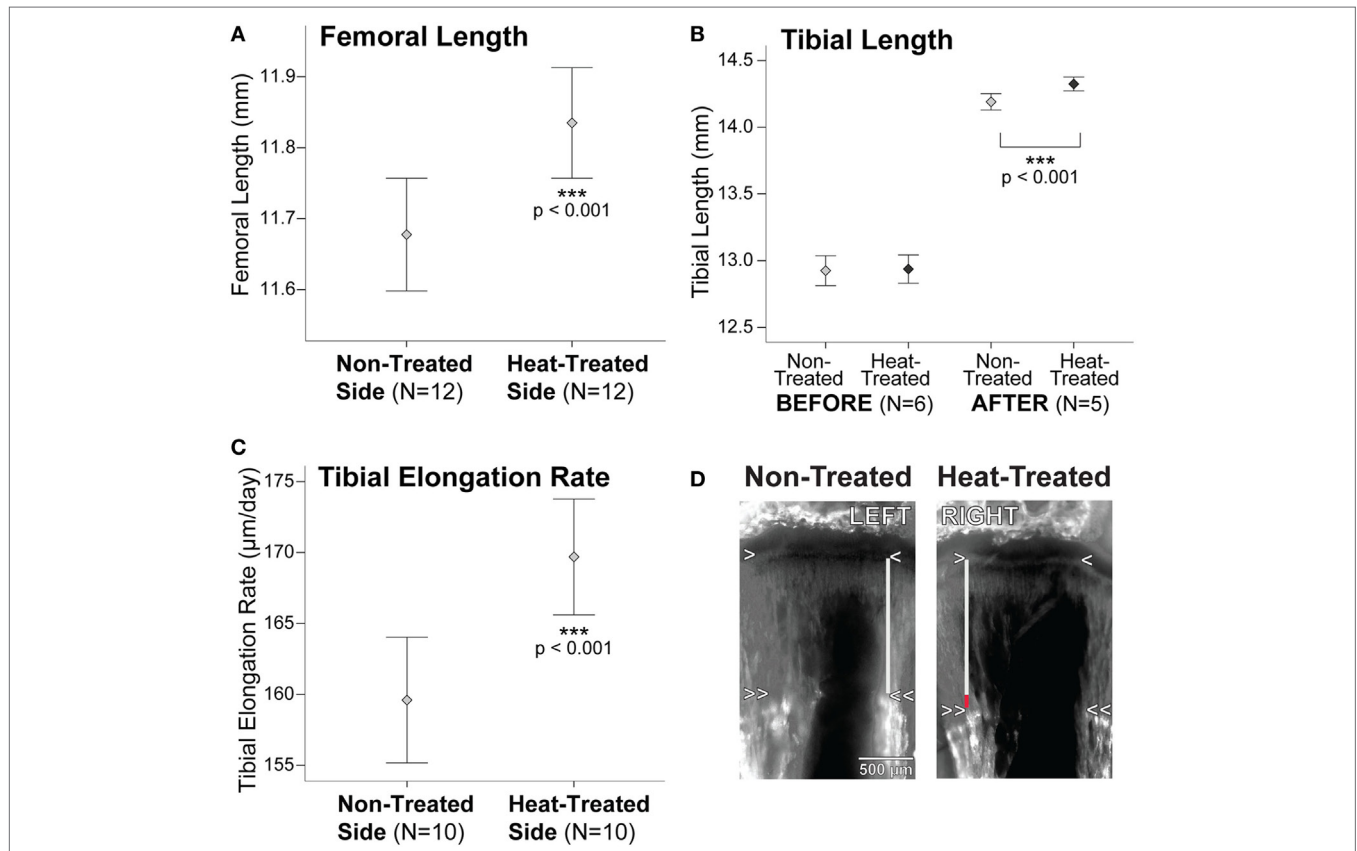 A
Femoral Length
Femoral Length (mm)
11.9
11.8
11.7
11.6
***
p < 0.001
Non-Treated
Side (N=12)
Heat-Treated
Side (N=12)
B
Tibial Length
Tibial Length (mm)
14.5
14.0
13.5
13.0
12.5
***
p < 0.001
Non-
Treated
Heat-
Treated
Non-
Treated
Heat-
Treated
BEFORE (N=6)
AFTER (N=5)
C
Tibial Elongation Rate
Tibial Elongation Rate (µm/day)
175
170
165
160
155
***
p < 0.001
Non-Treated
Side (N=10)
Heat-Treated
Side (N=10)
D
Non-Treated
Heat-Treated
LEFT
RIGHT
> <
> <
>> <<
>> <<
500 µm